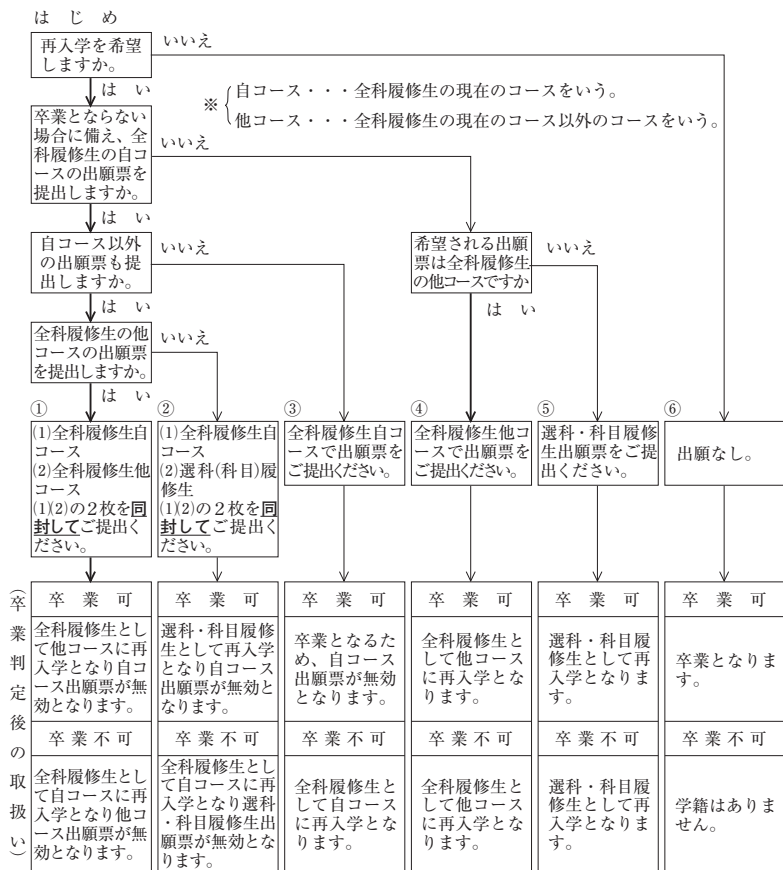 は じ め
再入学を希望
しますか。
いいえ
は い
※
自コース・・・全科履修生の現在のコースをいう。
他コース・・・全科履修生の現在のコース以外のコースをいう。
卒業とならない
場合に備え、全
科履修生の自コ
ースの出願票を
提出しますか。
いいえ
は い
自コース以外
の出願票も提
出しますか。
いいえ
は い
希望される出願
票は全科履修生
の他コースですか
いいえ
は い
全科履修生の他
コースの出願票
を提出しますか。
いいえ
は い
①
(1)全科履修生自
コース
(2)全科履修生他
コース
(1)(2)の2枚を同
封してご提出く
ださい。
②
(1)全科履修生自
コース
(2)選科(科目)履
修生
(1)(2)の2枚を同
封してご提出く
ださい。
③
全科履修生自コ
ースで出願票を
ご提出ください。
④
全科履修生他コ
ースで出願票を
ご提出ください。
⑤
選科・科目履修
生出願票をご提
出ください。
⑥
出願なし。
(卒業判定後の取扱い)
卒 業 可
全科履修生とし
て他コースに再
入学となり自コ
ース出願票が無
効となります。
卒 業 可
選科・科目履修
生として再入学
となり自コース
出願票が無効と
なります。
卒 業 可
卒業となるた
め、自コース
出願票が無効
となります。
卒 業 可
全科履修生と
して他コース
に再入学とな
ります。
卒 業 可
選科・科目履
修生として再
入学となりま
す。
卒 業 可
卒業となりま
す。
卒 業 不 可
全科履修生とし
て自コースに再
入学となり他コ
ース出願票が無
効となります。
卒 業 不 可
全科履修生とし
て自コースに再
入学となり選科
・科目履修生出
願票が無効とな
ります。
卒 業 不 可
全科履修生と
して自コース
に再入学とな
ります。
卒 業 不 可
全科履修生と
して他コース
に再入学とな
ります。
卒 業 不 可
選科・科目履
修生として再
入学となりま
す。
卒 業 不 可
学籍はありま
せん。